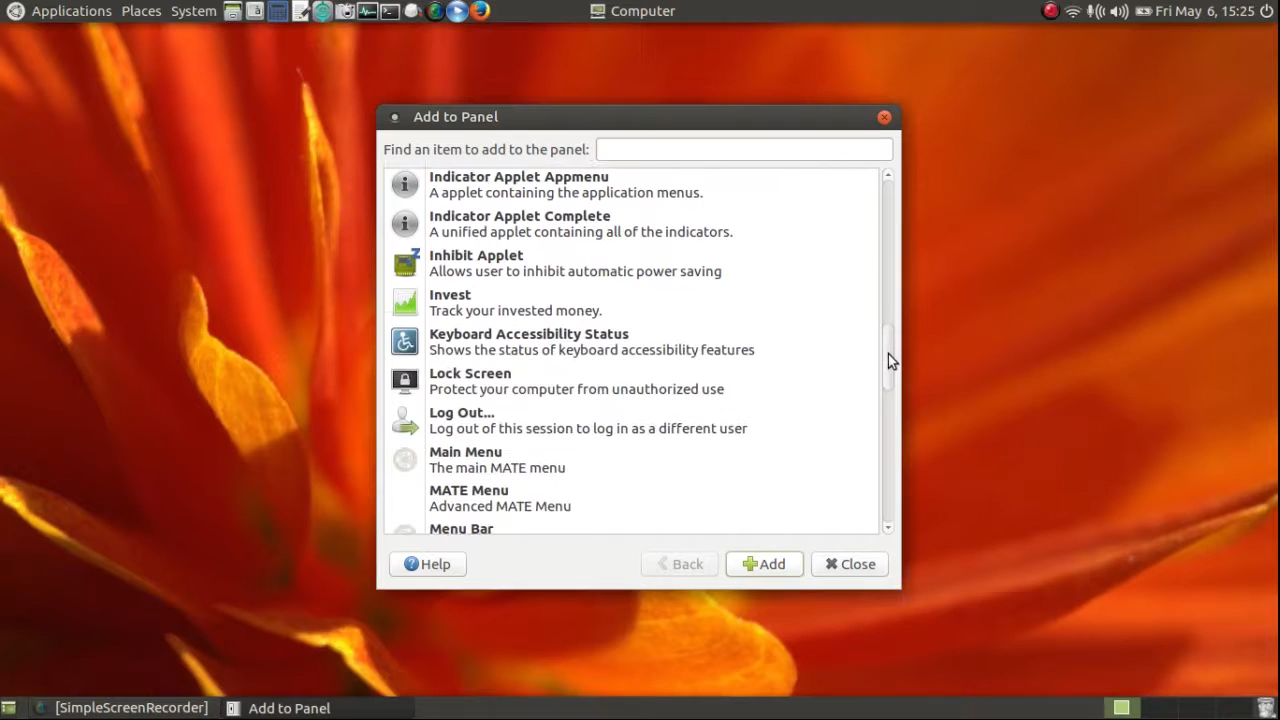 Applications Places System Computer Fri May 6, 15:25
Add to Panel
Find an item to add to the panel:
Indicator Applet Appmenu
A applet containing the application menus.
Indicator Applet Complete
A unified applet containing all of the indicators.
Inhibit Applet
Allows user to inhibit automatic power saving
Invest
Track your invested money.
Keyboard Accessibility Status
Shows the status of keyboard accessibility features
Lock Screen
Protect your computer from unauthorized use
Log Out...
Log out of this session to log in as a different user
Main Menu
The main MATE menu
MATE Menu
Advanced MATE Menu
Menu Bar
Help Back Add Close
[SimpleScreenRecorder] Add to Panel